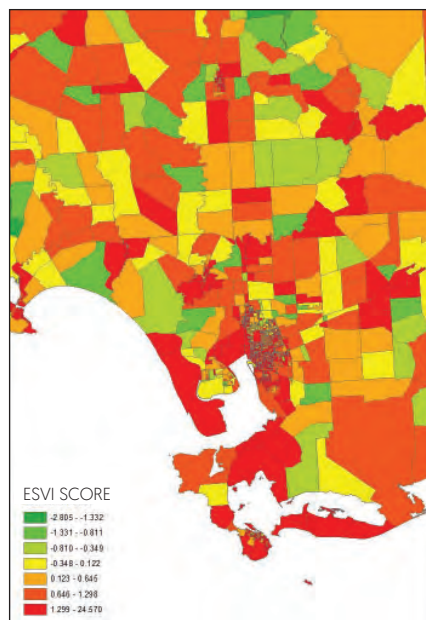 ESVI SCORE
-2.805 - -1.332
-1.331 - -0.811
-0.810 - -0.349
-0.348 - 0.122
0.123 - 0.645
0.646 - 1.298
1.299 - 24.570